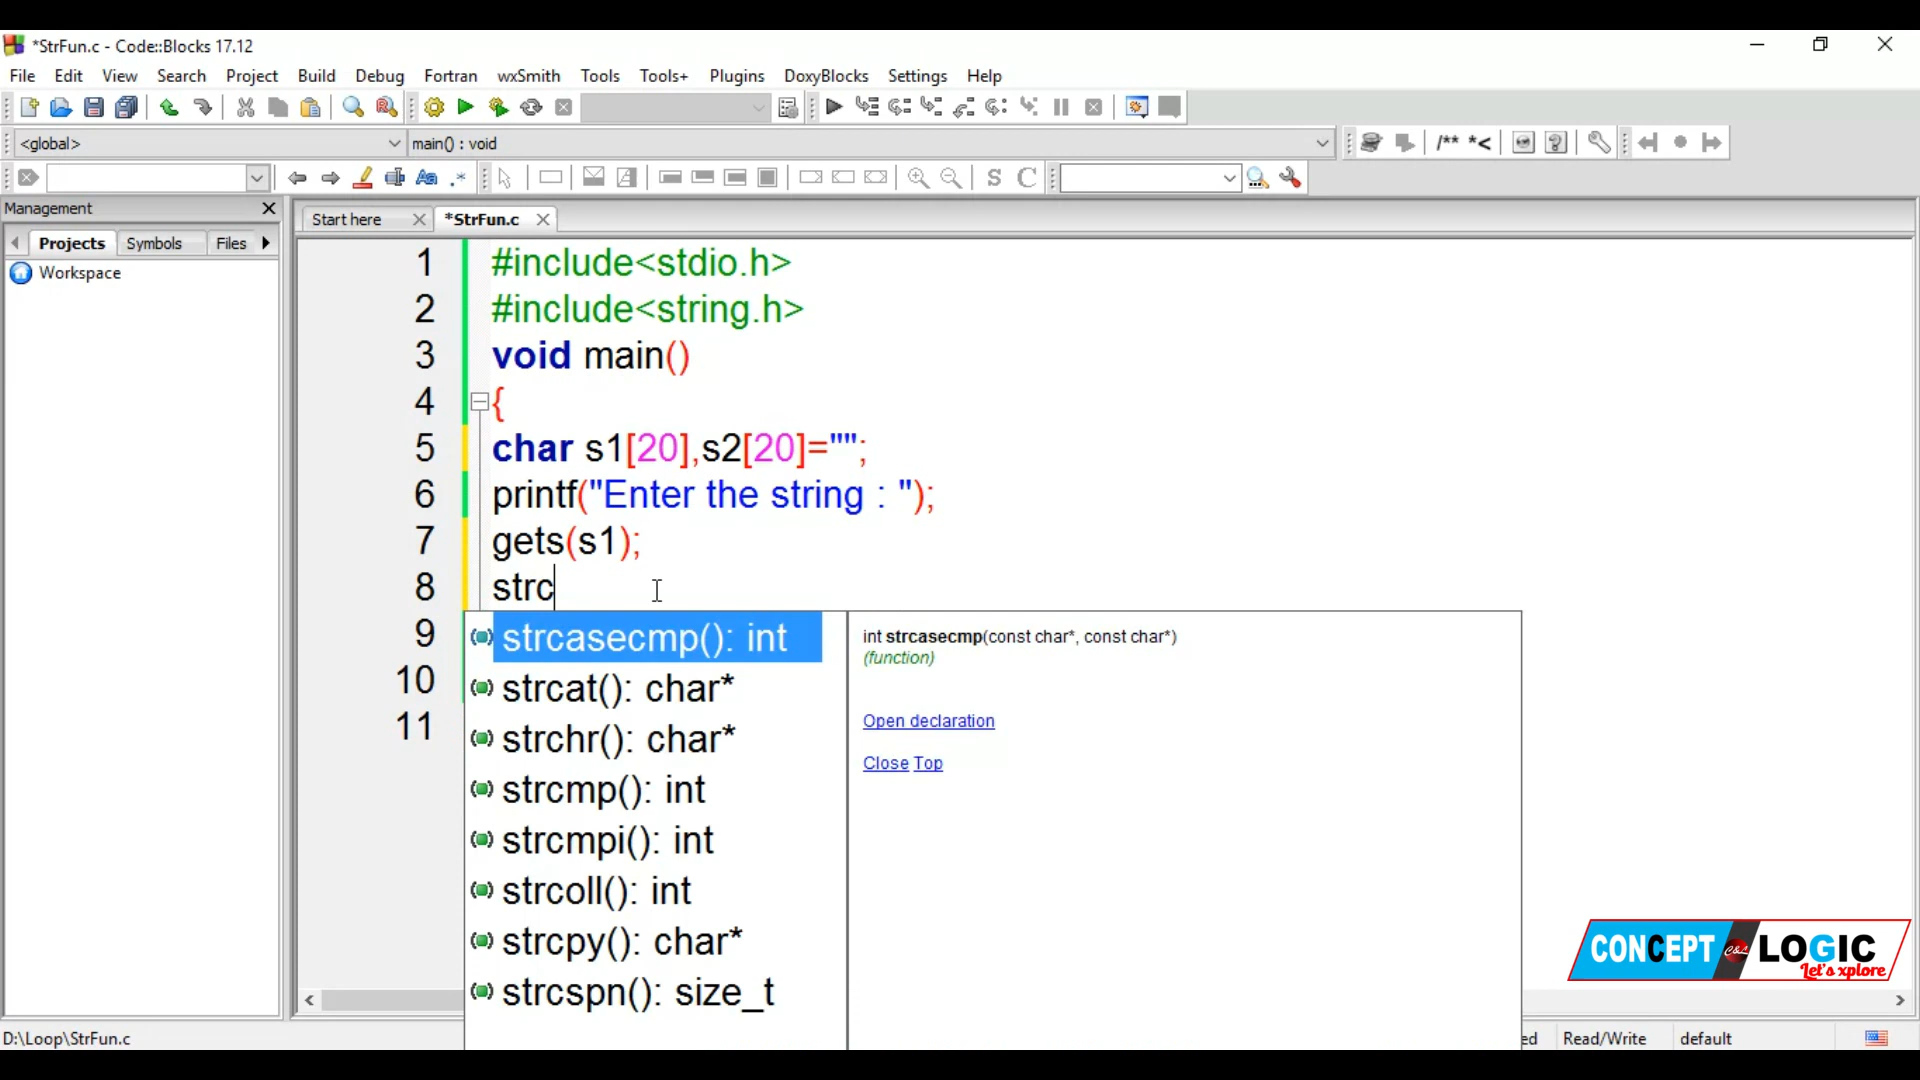 *StrFun.c - Code::Blocks 17.12
File Edit View Search Project Build Debug Fortran wxSmith Tools Tools+ Plugins DoxyBlocks Settings Help
<global> main() : void
/** *<
Aa .* S C
Management
Start here *StrFun.c
Projects Symbols Files
Workspace
1 #include<stdio.h>
2 #include<string.h>
3 void main()
4 {
5 char s1[20],s2[20]="";
6 printf("Enter the string : ");
7 gets(s1);
8 strc
9
10
11
strcasecmp(): int
strcat(): char*
strchr(): char*
strcmp(): int
strcmpi(): int
strcoll(): int
strcpy(): char*
strcspn(): size_t
int strcasecmp(const char*, const char*)
(function)
Open declaration
Close Top
CONCEPT C&L LOGIC
Let's xplore
D:\Loop\StrFun.c ed Read/Write default